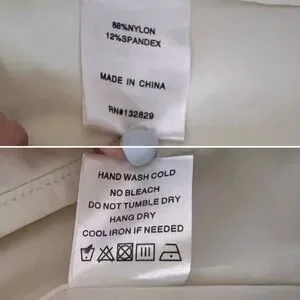 88%NYLON
12%SPANDEX
MADE IN CHINA
RN#132829
HAND WASH COLD
NO BLEACH
DO NOT TUMBLE DRY
HANG DRY
COOL IRON IF NEEDED